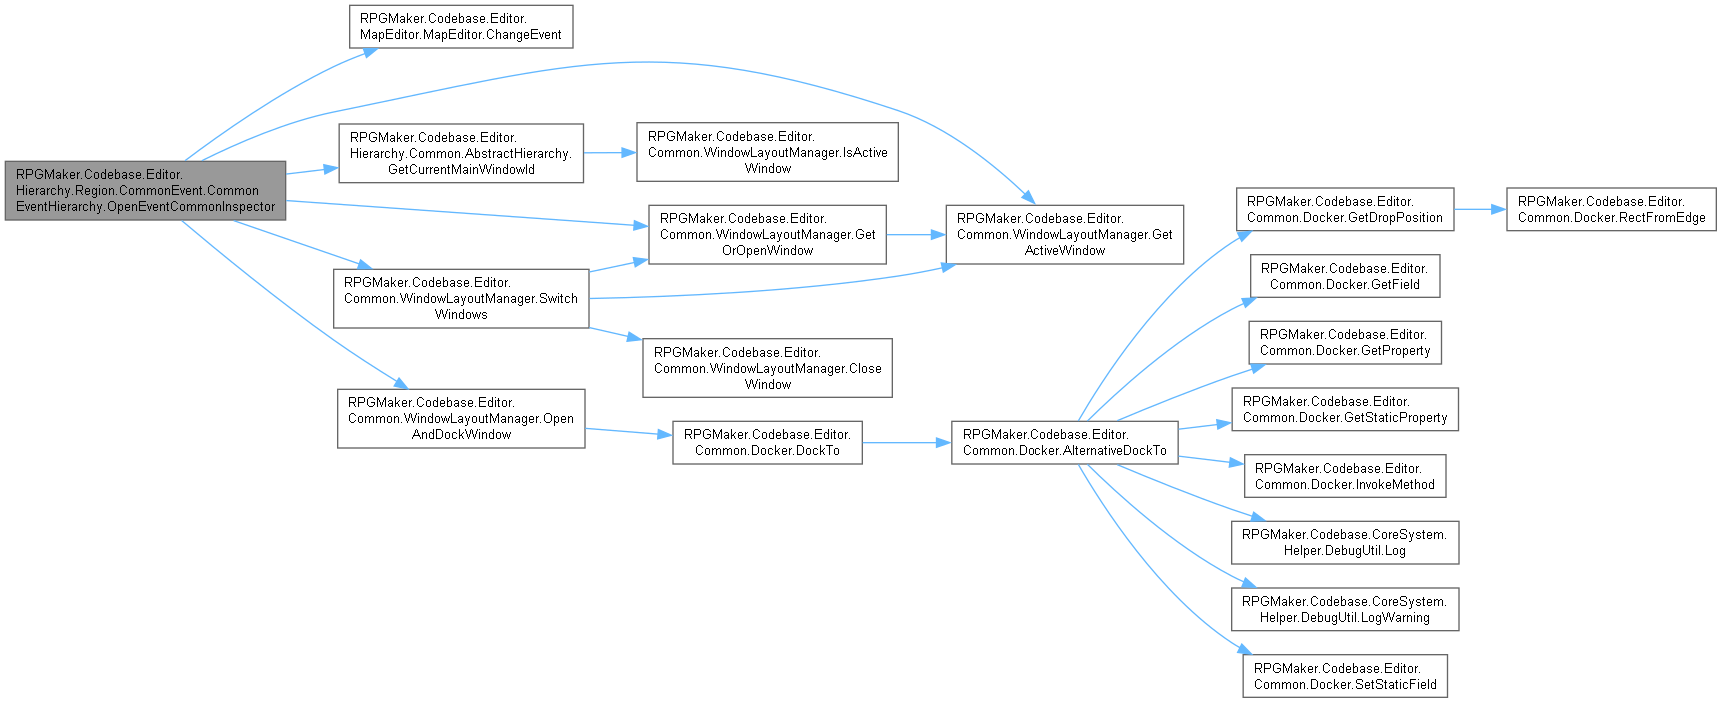 RPGMaker.Codebase.Editor.
MapEditor.MapEditor.ChangeEvent
RPGMaker.Codebase.Editor.
Hierarchy.Region.CommonEvent.Common
EventHierarchy.OpenEventCommonInspector
RPGMaker.Codebase.Editor.
Hierarchy.Common.AbstractHierarchy.
GetCurrentMainWindowId
RPGMaker.Codebase.Editor.
Common.WindowLayoutManager.IsActive
Window
RPGMaker.Codebase.Editor.
Common.WindowLayoutManager.Get
OrOpenWindow
RPGMaker.Codebase.Editor.
Common.WindowLayoutManager.Get
ActiveWindow
RPGMaker.Codebase.Editor.
Common.WindowLayoutManager.Switch
Windows
RPGMaker.Codebase.Editor.
Common.WindowLayoutManager.Close
Window
RPGMaker.Codebase.Editor.
Common.WindowLayoutManager.Open
AndDockWindow
RPGMaker.Codebase.Editor.
Common.Docker.DockTo
RPGMaker.Codebase.Editor.
Common.Docker.AlternativeDockTo
RPGMaker.Codebase.Editor.
Common.Docker.GetDropPosition
RPGMaker.Codebase.Editor.
Common.Docker.RectFromEdge
RPGMaker.Codebase.Editor.
Common.Docker.GetField
RPGMaker.Codebase.Editor.
Common.Docker.GetProperty
RPGMaker.Codebase.Editor.
Common.Docker.GetStaticProperty
RPGMaker.Codebase.Editor.
Common.Docker.InvokeMethod
RPGMaker.Codebase.CoreSystem.
Helper.DebugUtil.Log
RPGMaker.Codebase.CoreSystem.
Helper.DebugUtil.LogWarning
RPGMaker.Codebase.Editor.
Common.Docker.SetStaticField